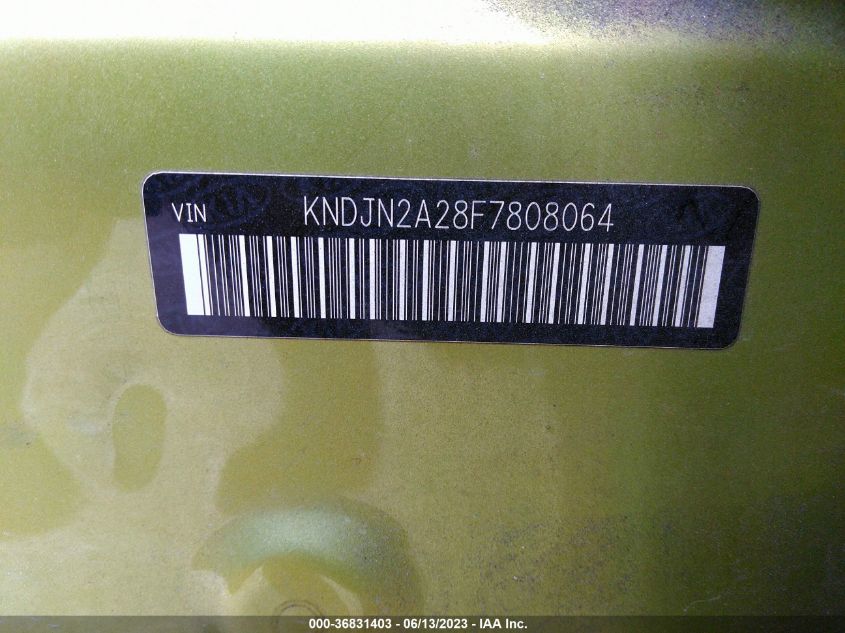 VIN KNDJN2A28F7808064
000-36831403 - 06/13/2023 - IAA Inc.